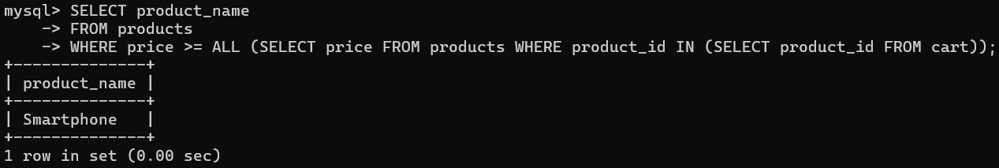 mysql> SELECT product_name
    -> FROM products
    -> WHERE price >= ALL (SELECT price FROM products WHERE product_id IN (SELECT product_id FROM cart));
+--------------+
| product_name |
+--------------+
| Smartphone   |
+--------------+
1 row in set (0.00 sec)